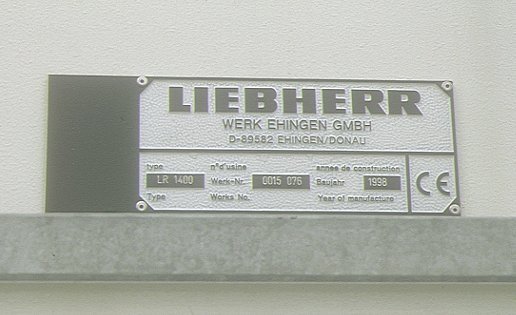 LIEBHERR
WERK EHINGEN GMBH
D-89582 EHINGEN/DONAU
type n°d'usine annee de construction
LR 1400 Werk-Nr. 0015 076 Baujahr 1998
Type Works No. Year of manufacture
CE